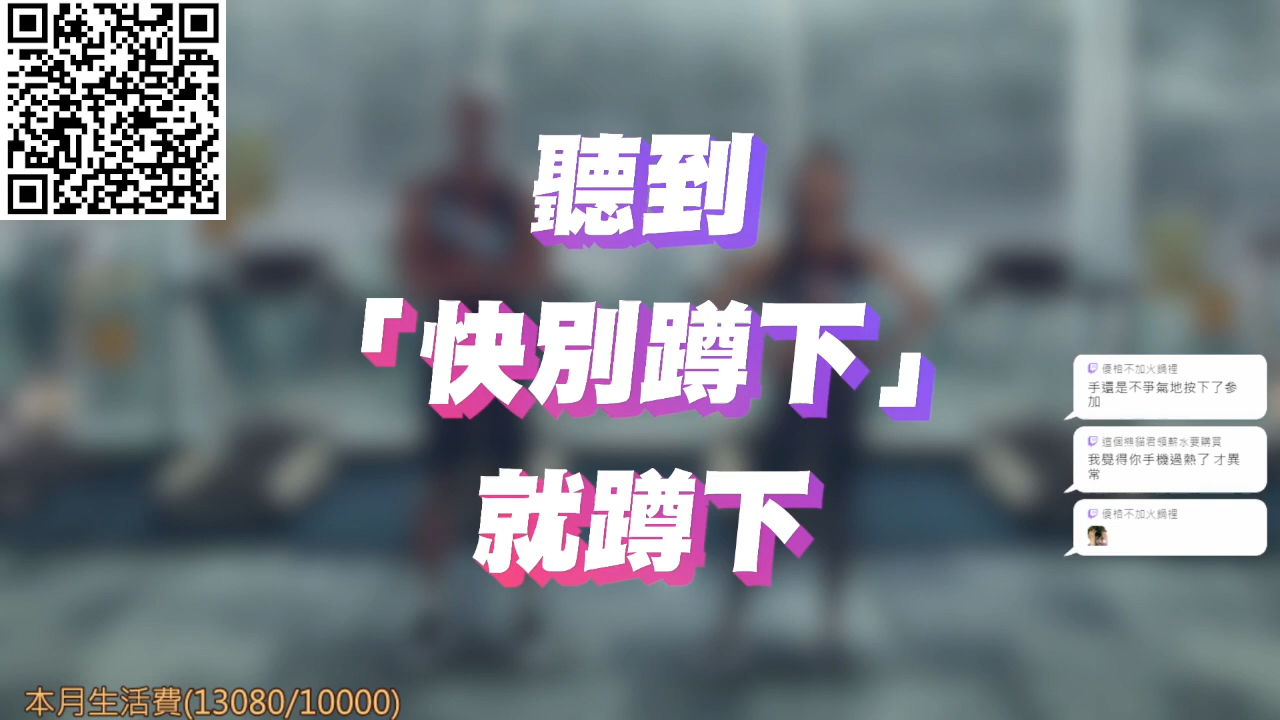 聽到
「快別蹲下」
就蹲下
優格不加火鍋裡
手還是不爭氣地按下了參
加
這個熊貓君領薪水要購買
我覺得你手機過熱了 才異
常
優格不加火鍋裡
本月生活費(13080/10000)